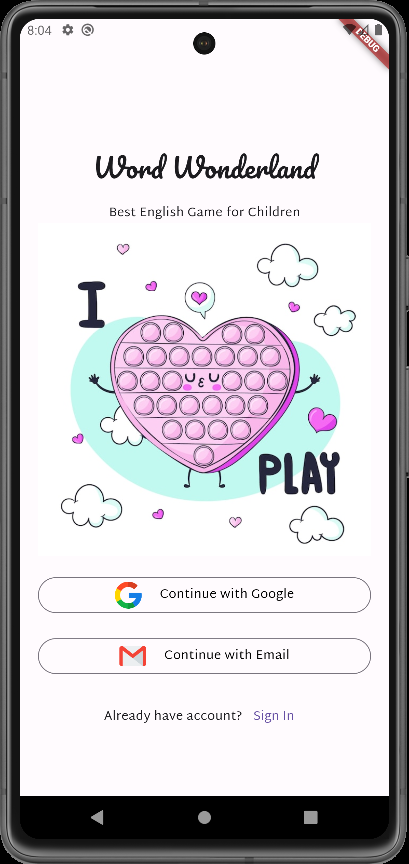 8:04
DEBUG
Word Wonderland
Best English Game for Children
I
PLAY
Continue with Google
Continue with Email
Already have account? Sign In